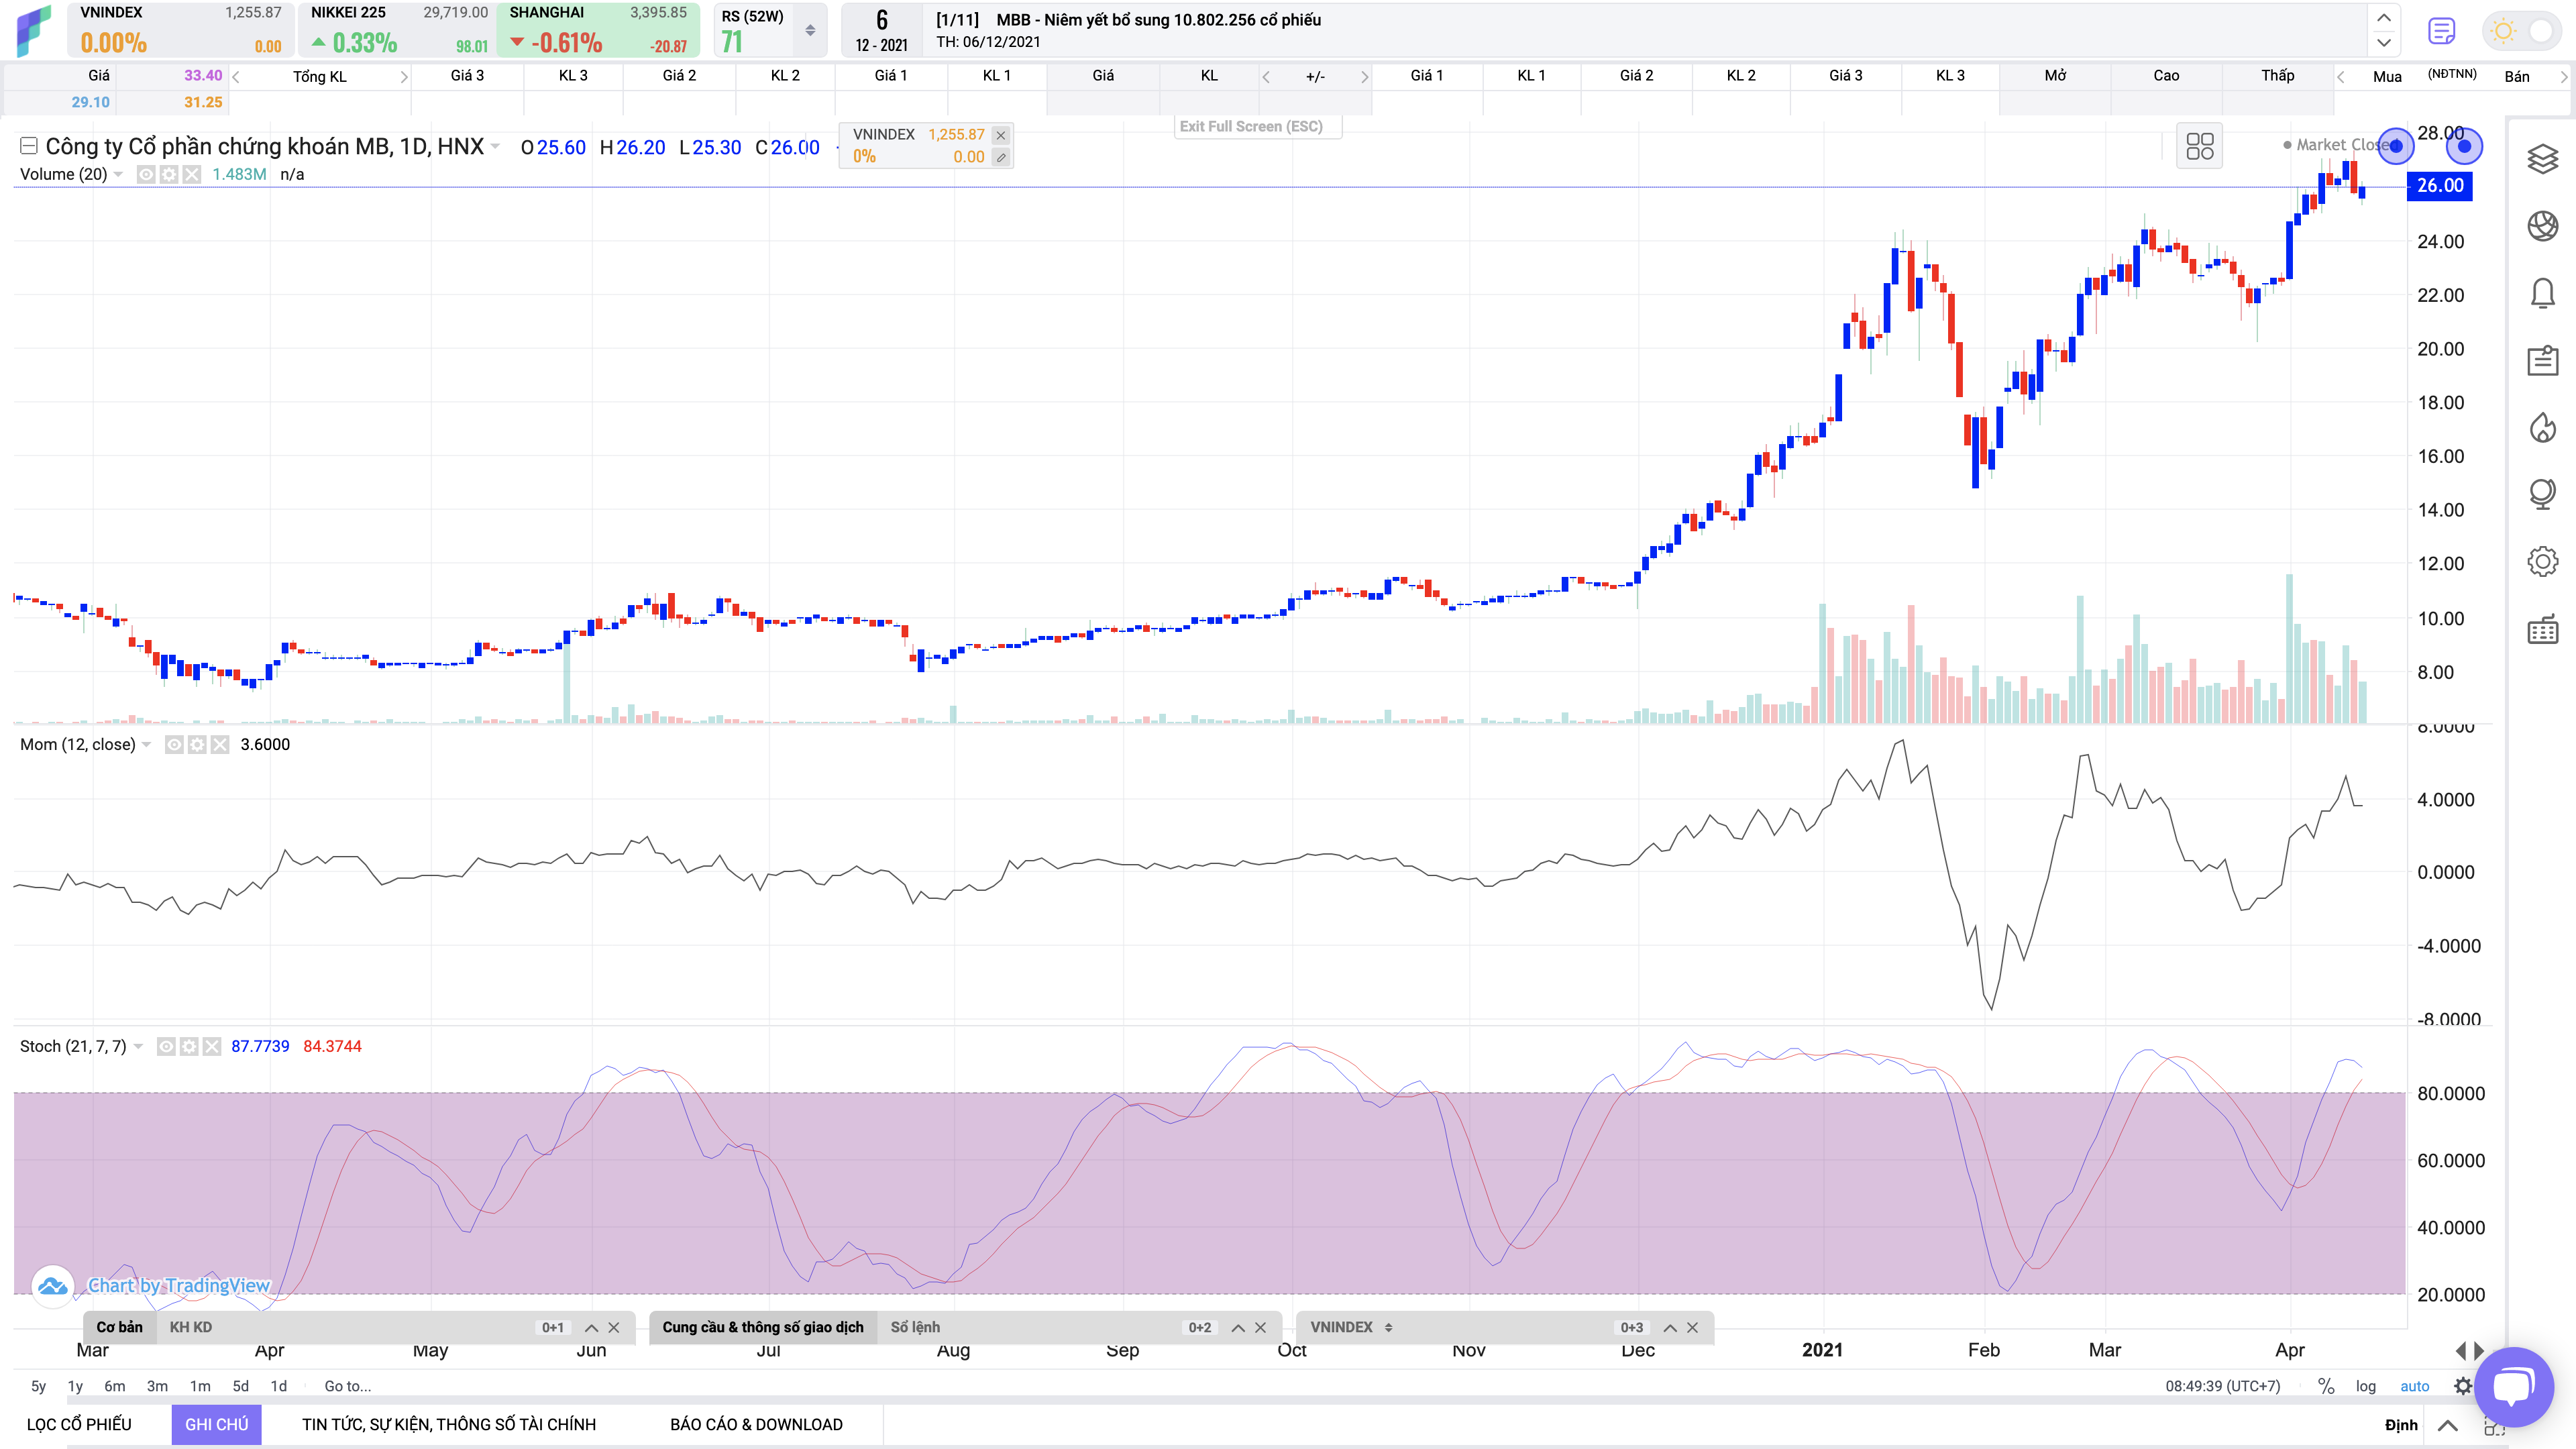 VNINDEX 1,255.87
0.00% 0.00
NIKKEI 225 29,719.00
0.33% 98.01
SHANGHAI 3,395.85
-0.61% -20.87
RS (52W)
71
6
12 - 2021
[1/11] MBB - Niêm yết bổ sung 10.802.256 cổ phiếu
TH: 06/12/2021
Giá 33.40 Tổng KL Giá 3 KL 3 Giá 2 KL 2 Giá 1 KL 1 Giá KL +/- Giá 1 KL 1 Giá 2 KL 2 Giá 3 KL 3 Mở Cao Thấp Mua (NĐTNN) Bán
29.10 31.25
Exit Full Screen (ESC)
Công ty Cổ phần chứng khoán MB, 1D, HNX O25.60 H26.20 L25.30 C26.00
VNINDEX 1,255.87
0% 0.00
Market Close
Volume (20) 1.483M n/a
28.00
26.00
24.00
22.00
20.00
18.00
16.00
14.00
12.00
10.00
8.00
Mom (12, close) 3.6000
8.0000
4.0000
0.0000
-4.0000
-8.0000
Stoch (21, 7, 7) 87.7739 84.3744
80.0000
60.0000
40.0000
20.0000
Chart by TradingView
Cơ bản KH KD 0+1
Cung cầu & thông số giao dịch Sổ lệnh 0+2
VNINDEX 0+3
Mar Apr May Jun Jul Aug Sep Oct Nov Dec 2021 Feb Mar Apr
5y 1y 6m 3m 1m 5d 1d Go to... 08:49:39 (UTC+7) % log auto
LỌC CỔ PHIẾU GHI CHÚ TIN TỨC, SỰ KIỆN, THÔNG SỐ TÀI CHÍNH BÁO CÁO & DOWNLOAD Định